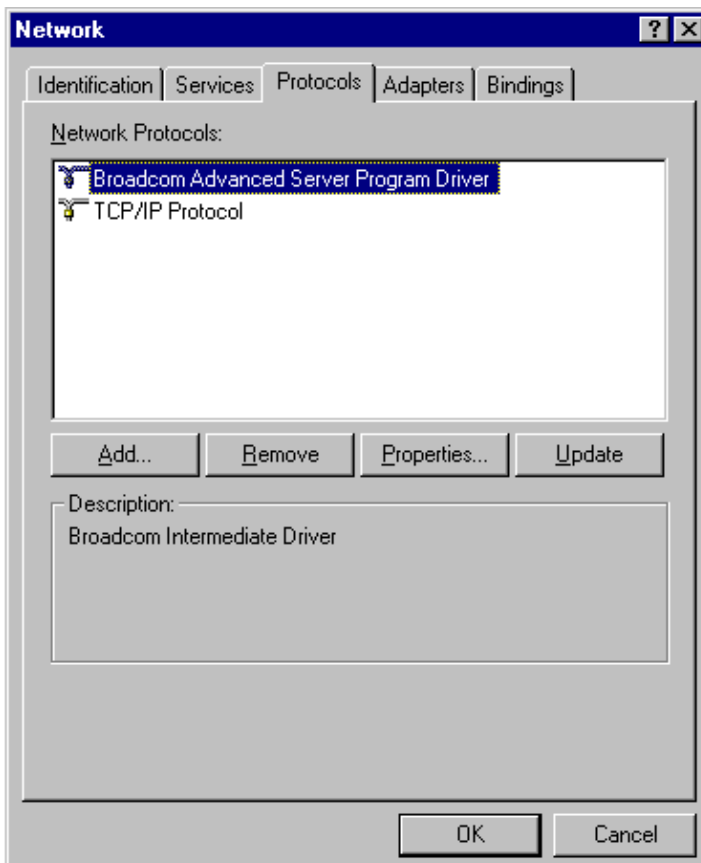 Network
Identification Services Protocols Adapters Bindings
Network Protocols:
Broadcom Advanced Server Program Driver
TCP/IP Protocol
Add... Remove Properties... Update
Description:
Broadcom Intermediate Driver
OK Cancel